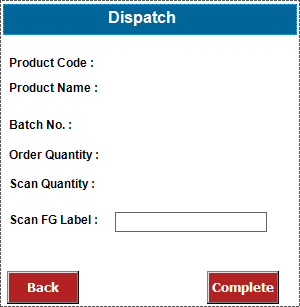 Dispatch
Product Code :
Product Name :
Batch No. :
Order Quantity :
Scan Quantity :
Scan FG Label :
Back Complete